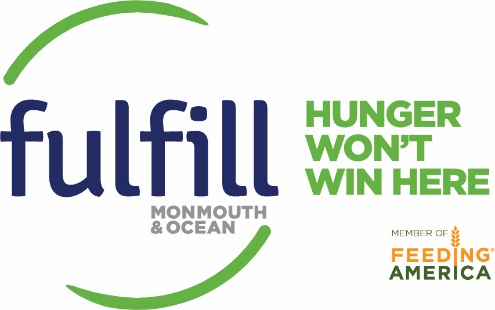 fulfill
MONMOUTH
& OCEAN
HUNGER
WON'T
WIN HERE
MEMBER OF
FEEDING®
AMERICA